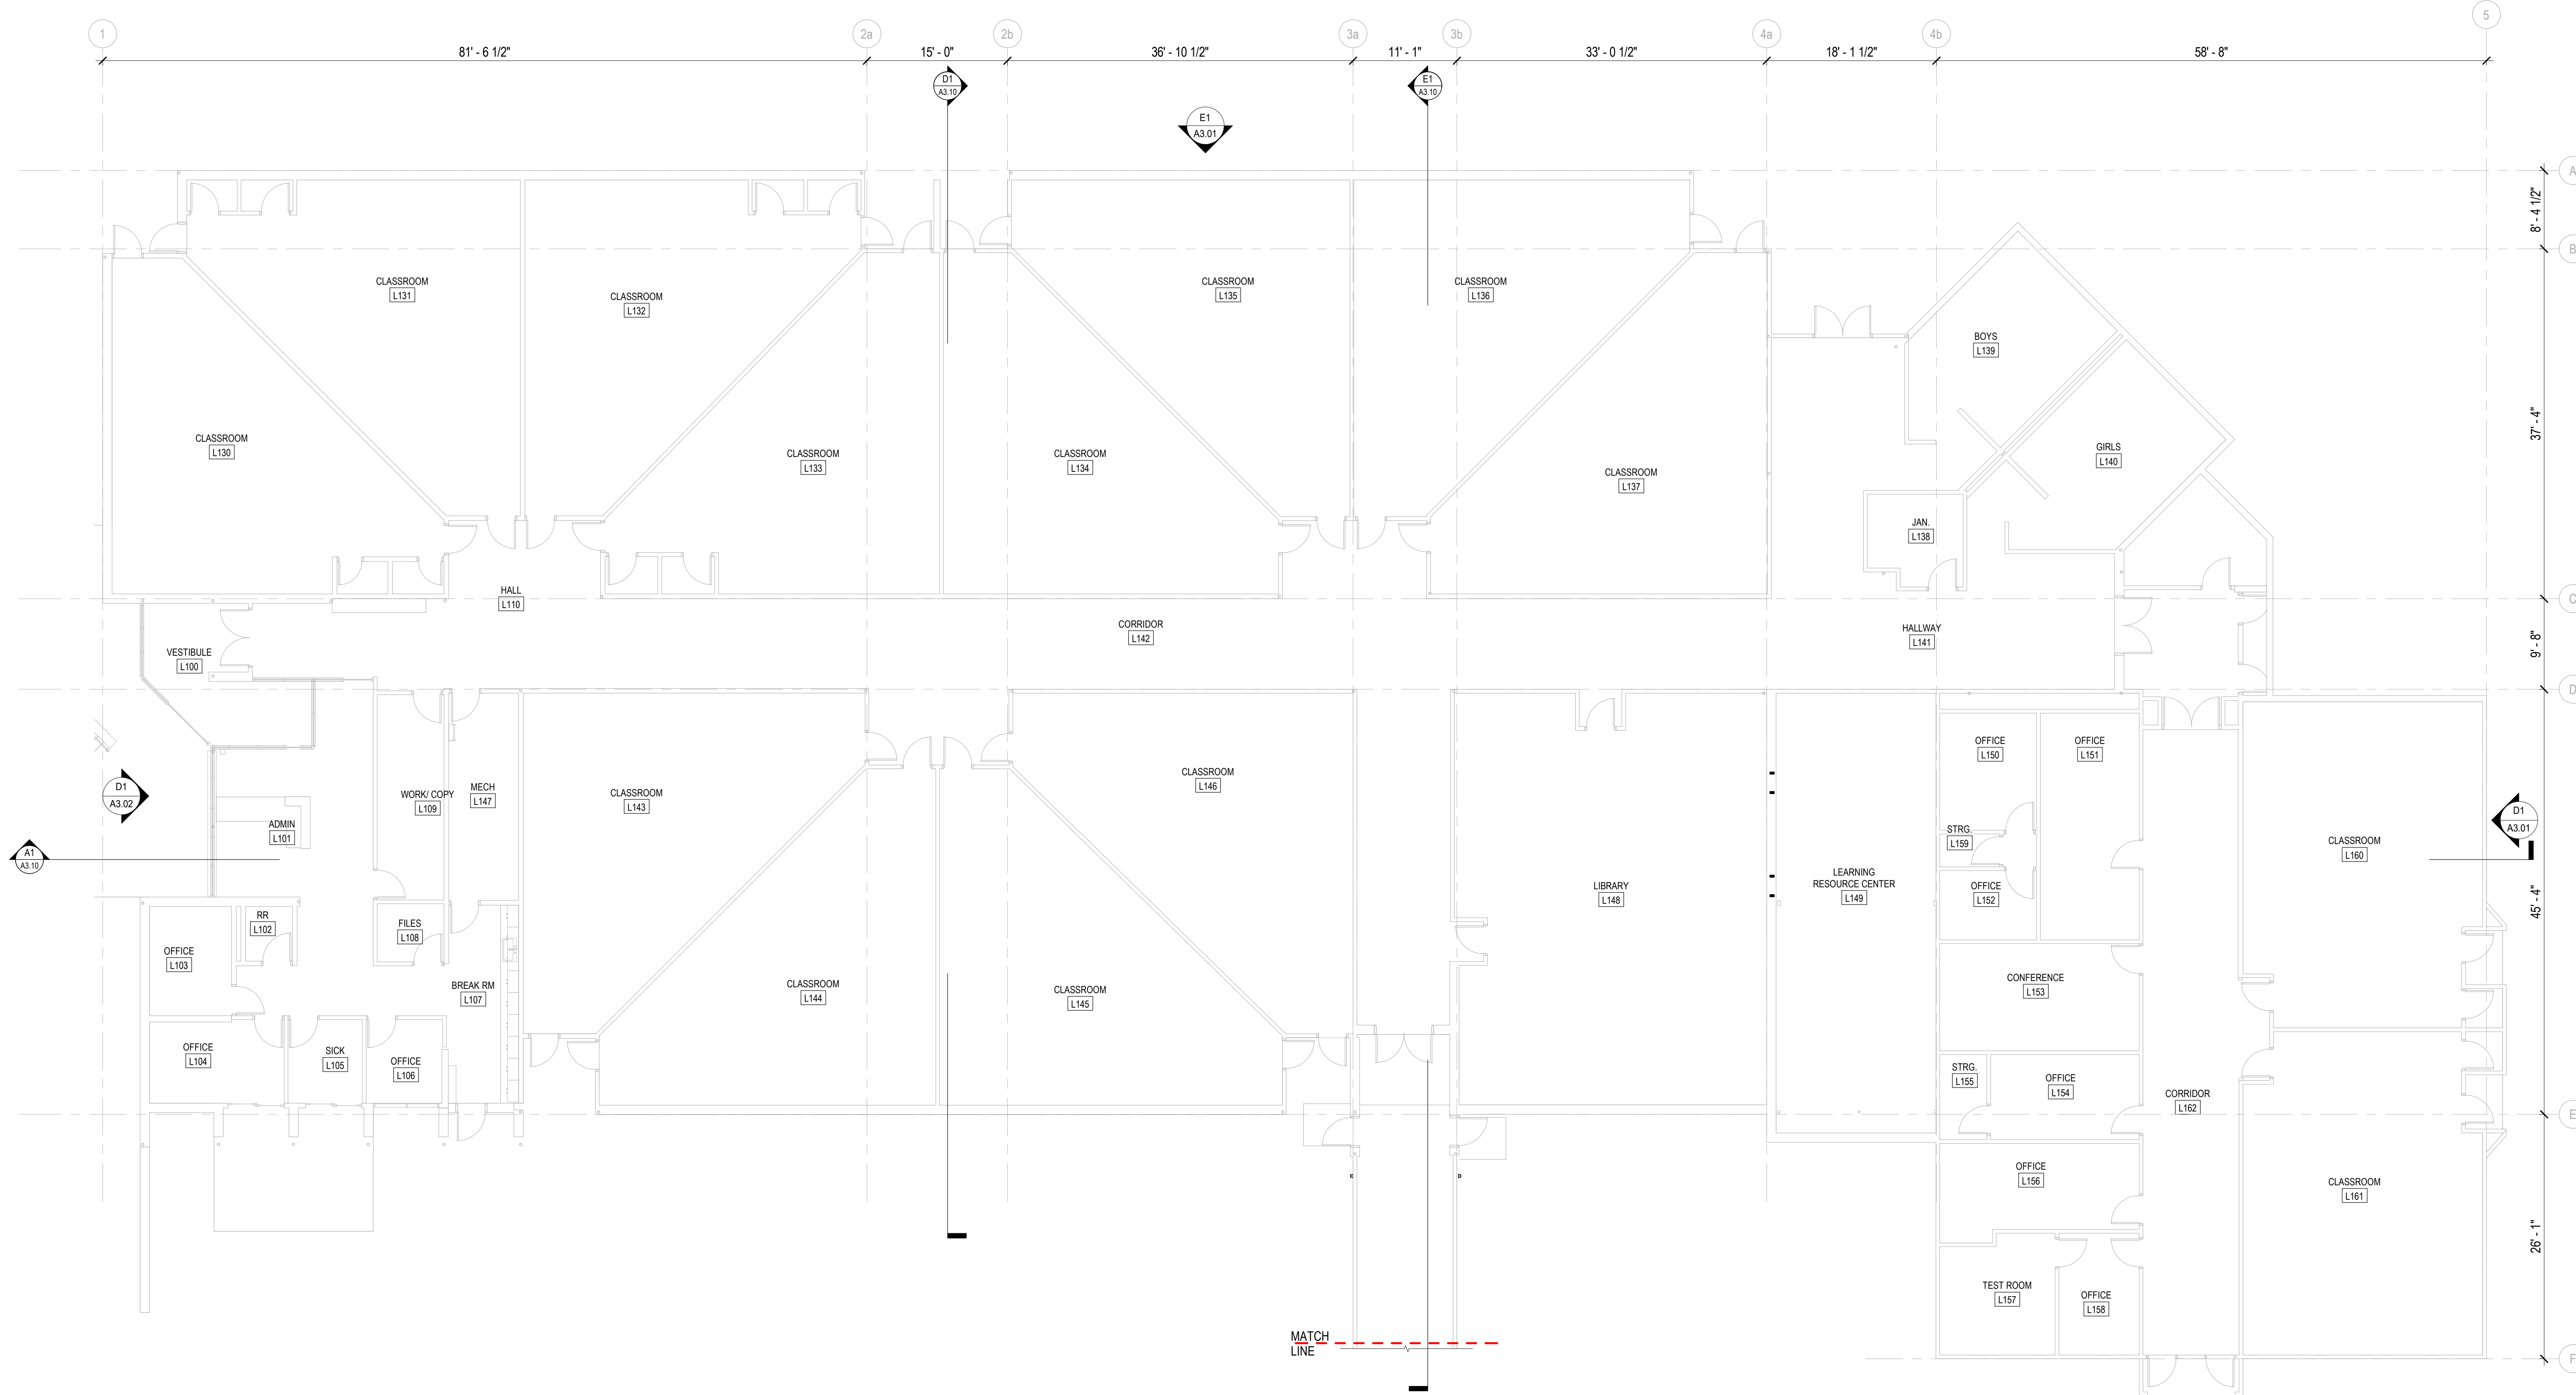 1
2a
2b
3a
3b
4a
4b
5
81' - 6 1/2"
15' - 0"
36' - 10 1/2"
11' - 1"
33' - 0 1/2"
18' - 1 1/2"
58' - 8"
D1
A3.10
E1
A3.10
E1
A3.01
A
8' - 4 1/2"
B
37' - 4"
C
9' - 8"
D
45' - 4"
E
26' - 1"
F
CLASSROOM
L131
CLASSROOM
L132
CLASSROOM
L135
CLASSROOM
L136
BOYS
L139
CLASSROOM
L130
CLASSROOM
L133
CLASSROOM
L134
CLASSROOM
L137
GIRLS
L140
JAN.
L138
HALL
L110
CORRIDOR
L142
HALLWAY
L141
VESTIBULE
L100
D1
A3.02
ADMIN
L101
WORK/ COPY
L109
MECH
L147
CLASSROOM
L143
CLASSROOM
L146
OFFICE
L150
OFFICE
L151
D1
A3.01
A1
A3.10
STRG.
L159
CLASSROOM
L160
LIBRARY
L148
LEARNING
RESOURCE CENTER
L149
OFFICE
L152
RR
L102
FILES
L108
OFFICE
L103
BREAK RM
L107
CLASSROOM
L144
CLASSROOM
L145
CONFERENCE
L153
OFFICE
L104
SICK
L105
OFFICE
L106
STRG.
L155
OFFICE
L154
CORRIDOR
L162
OFFICE
L156
CLASSROOM
L161
TEST ROOM
L157
OFFICE
L158
MATCH
LINE